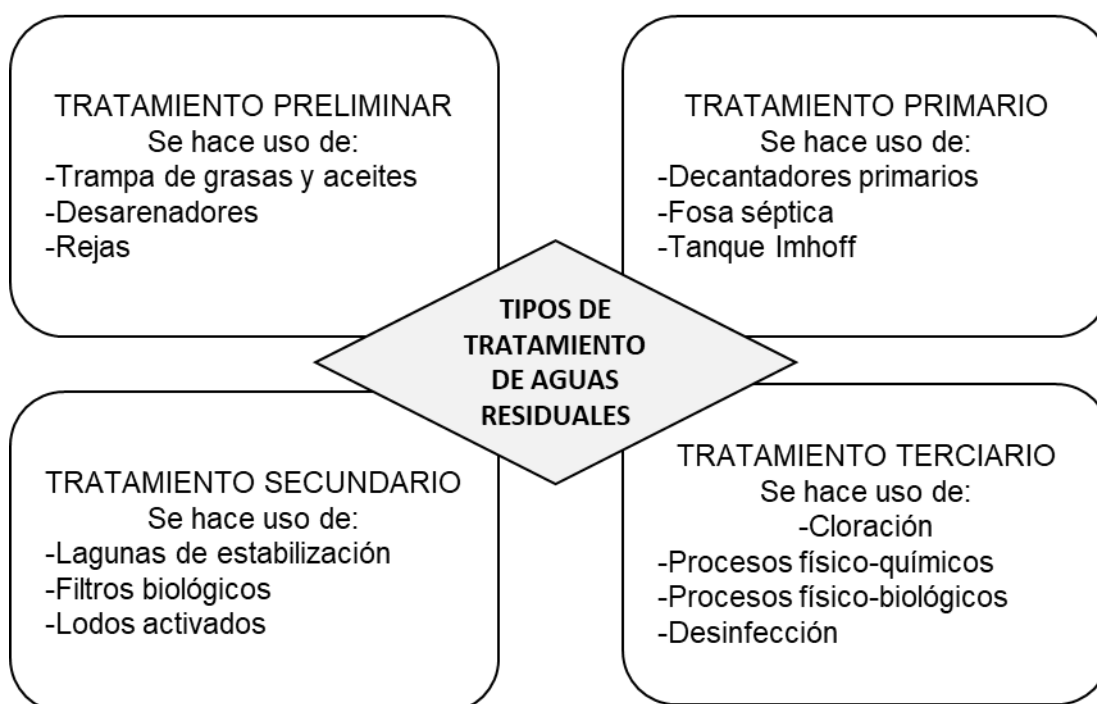 TRATAMIENTO PRELIMINAR
Se hace uso de:
-Trampa de grasas y aceites
-Desarenadores
-Rejas
TRATAMIENTO PRIMARIO
Se hace uso de:
-Decantadores primarios
-Fosa séptica
-Tanque Imhoff
TIPOS DE
TRATAMIENTO
DE AGUAS
RESIDUALES
TRATAMIENTO SECUNDARIO
Se hace uso de:
-Lagunas de estabilización
-Filtros biológicos
-Lodos activados
TRATAMIENTO TERCIARIO
Se hace uso de:
-Cloración
-Procesos físico-químicos
-Procesos físico-biológicos
-Desinfección